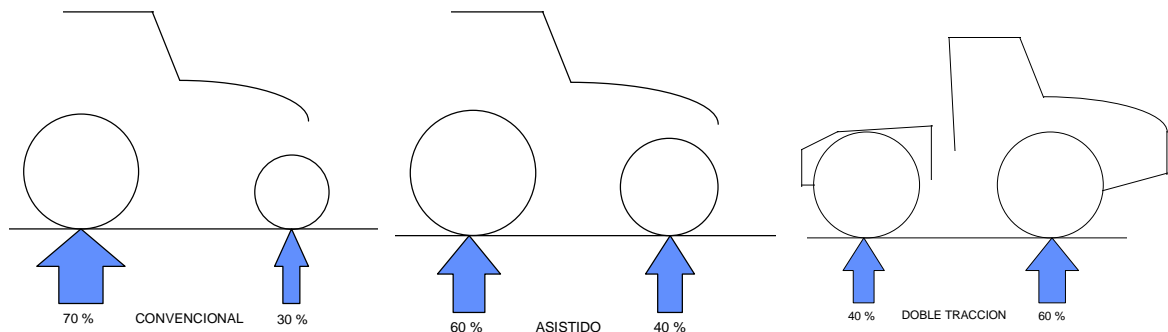 70 % CONVENCIONAL 30 %
60 % ASISTIDO 40 %
40 % DOBLE TRACCION 60 %